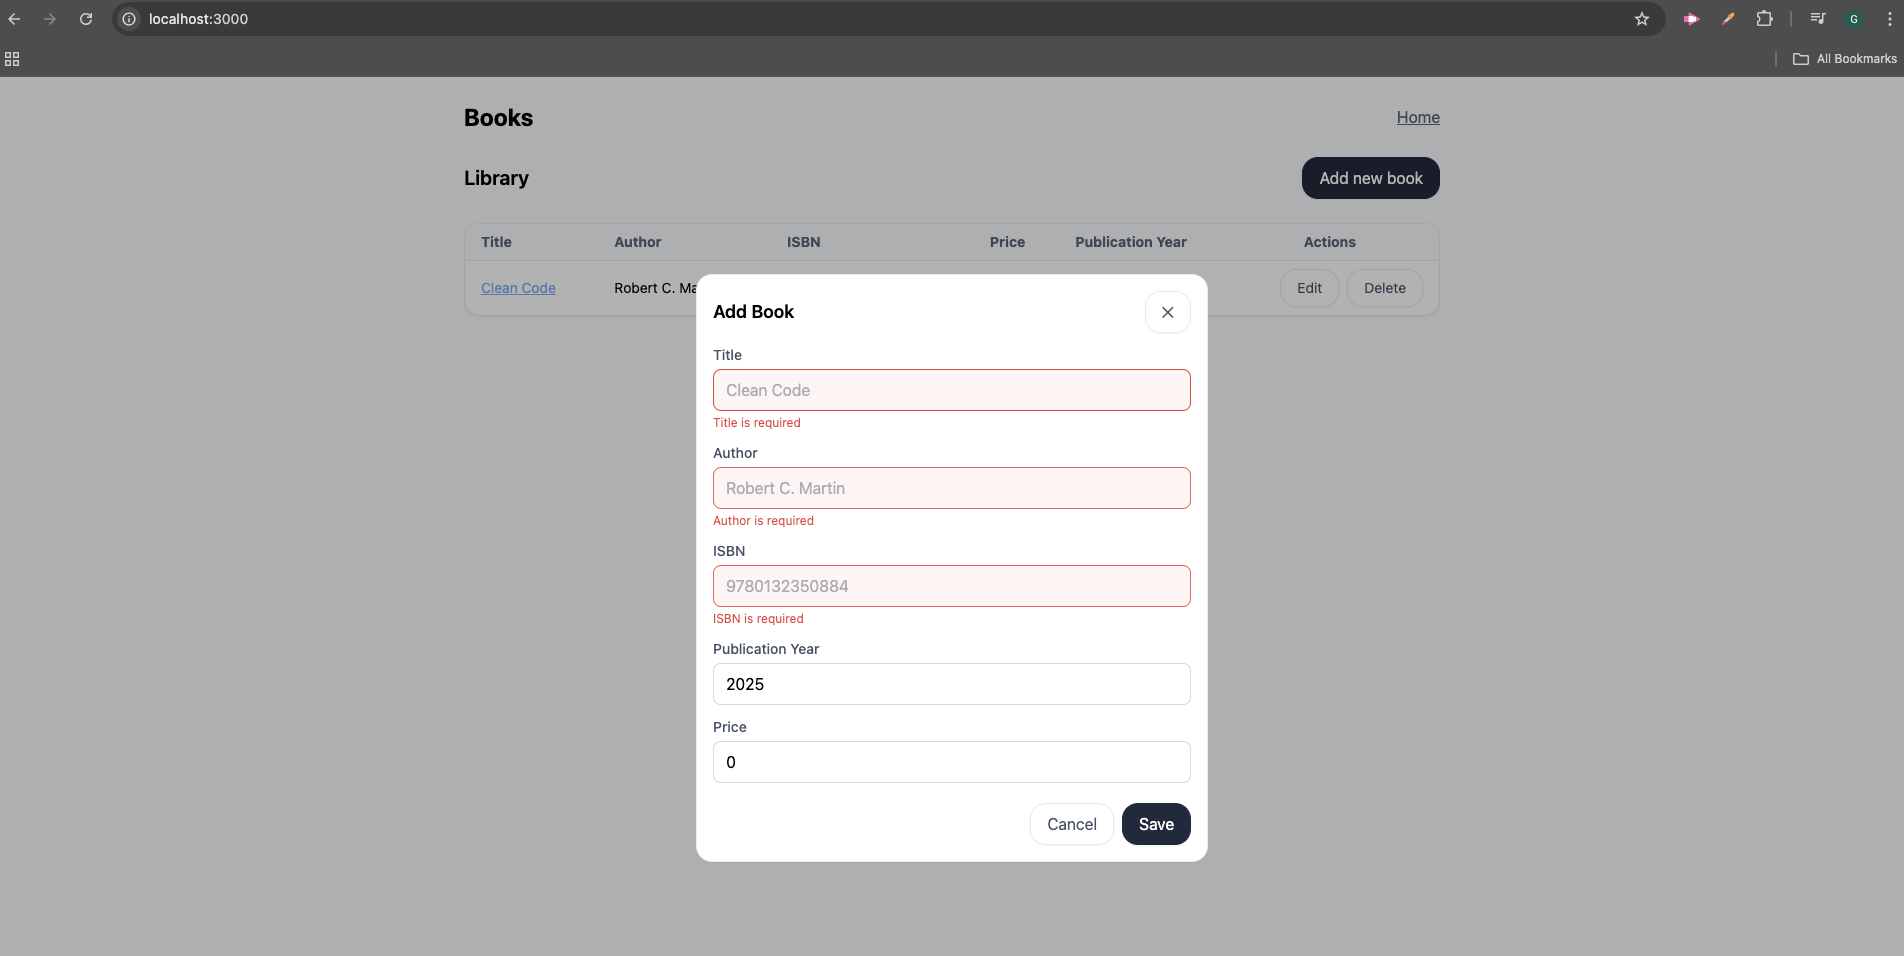 localhost:3000
G
All Bookmarks
Books
Home
Library
Add new book
Title Author ISBN Price Publication Year Actions
Clean Code Robert C. Ma Edit Delete
Add Book
Title
Clean Code
Title is required
Author
Robert C. Martin
Author is required
ISBN
9780132350884
ISBN is required
Publication Year
2025
Price
0
Cancel Save